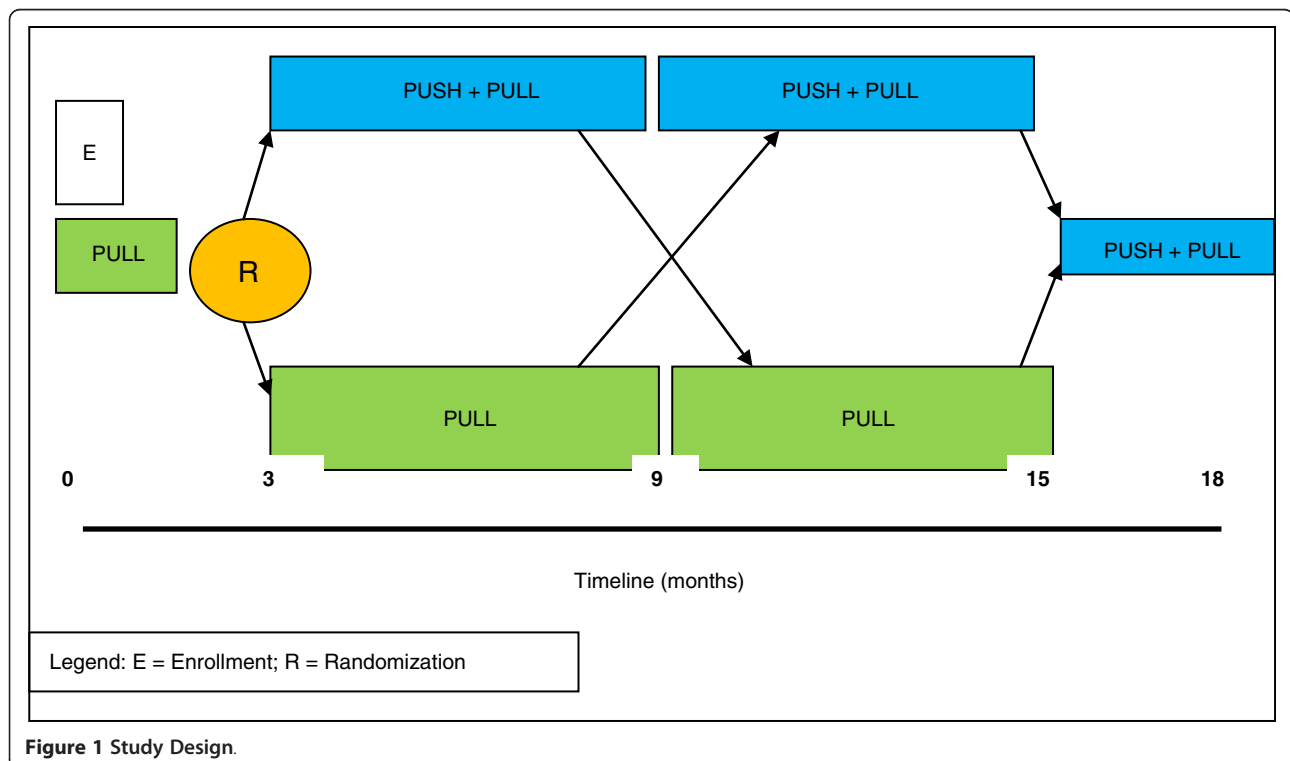 PUSH + PULL
PUSH + PULL
E
PULL
R
PUSH + PULL
PULL
PULL
0 3 9 15 18
Timeline (months)
Legend: E = Enrollment; R = Randomization
Figure 1 Study Design.